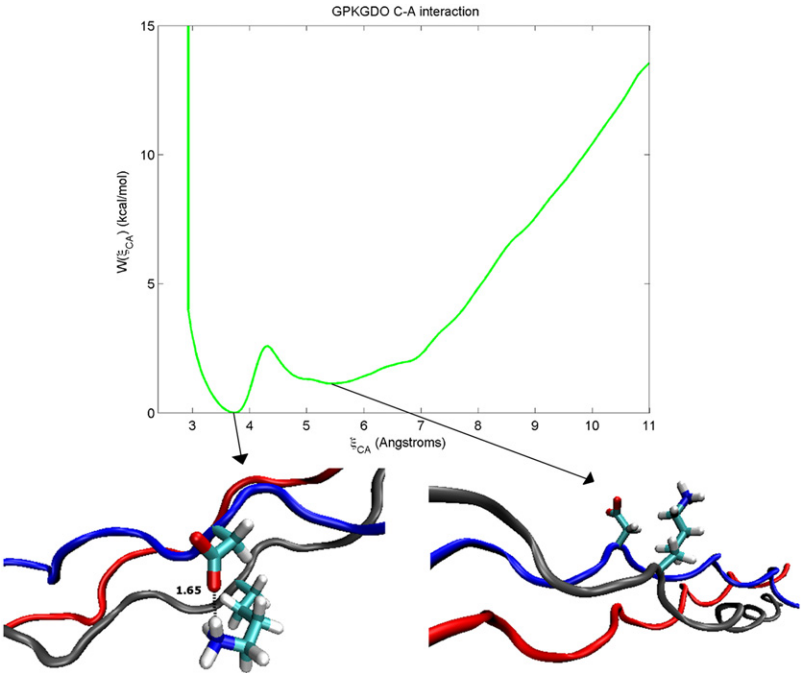 GPKGDO C-A interaction
15
10
5
0
W(ξCA) (kcal/mol)
3 4 5 6 7 8 9 10 11
ξCA (Angstroms)
1.65